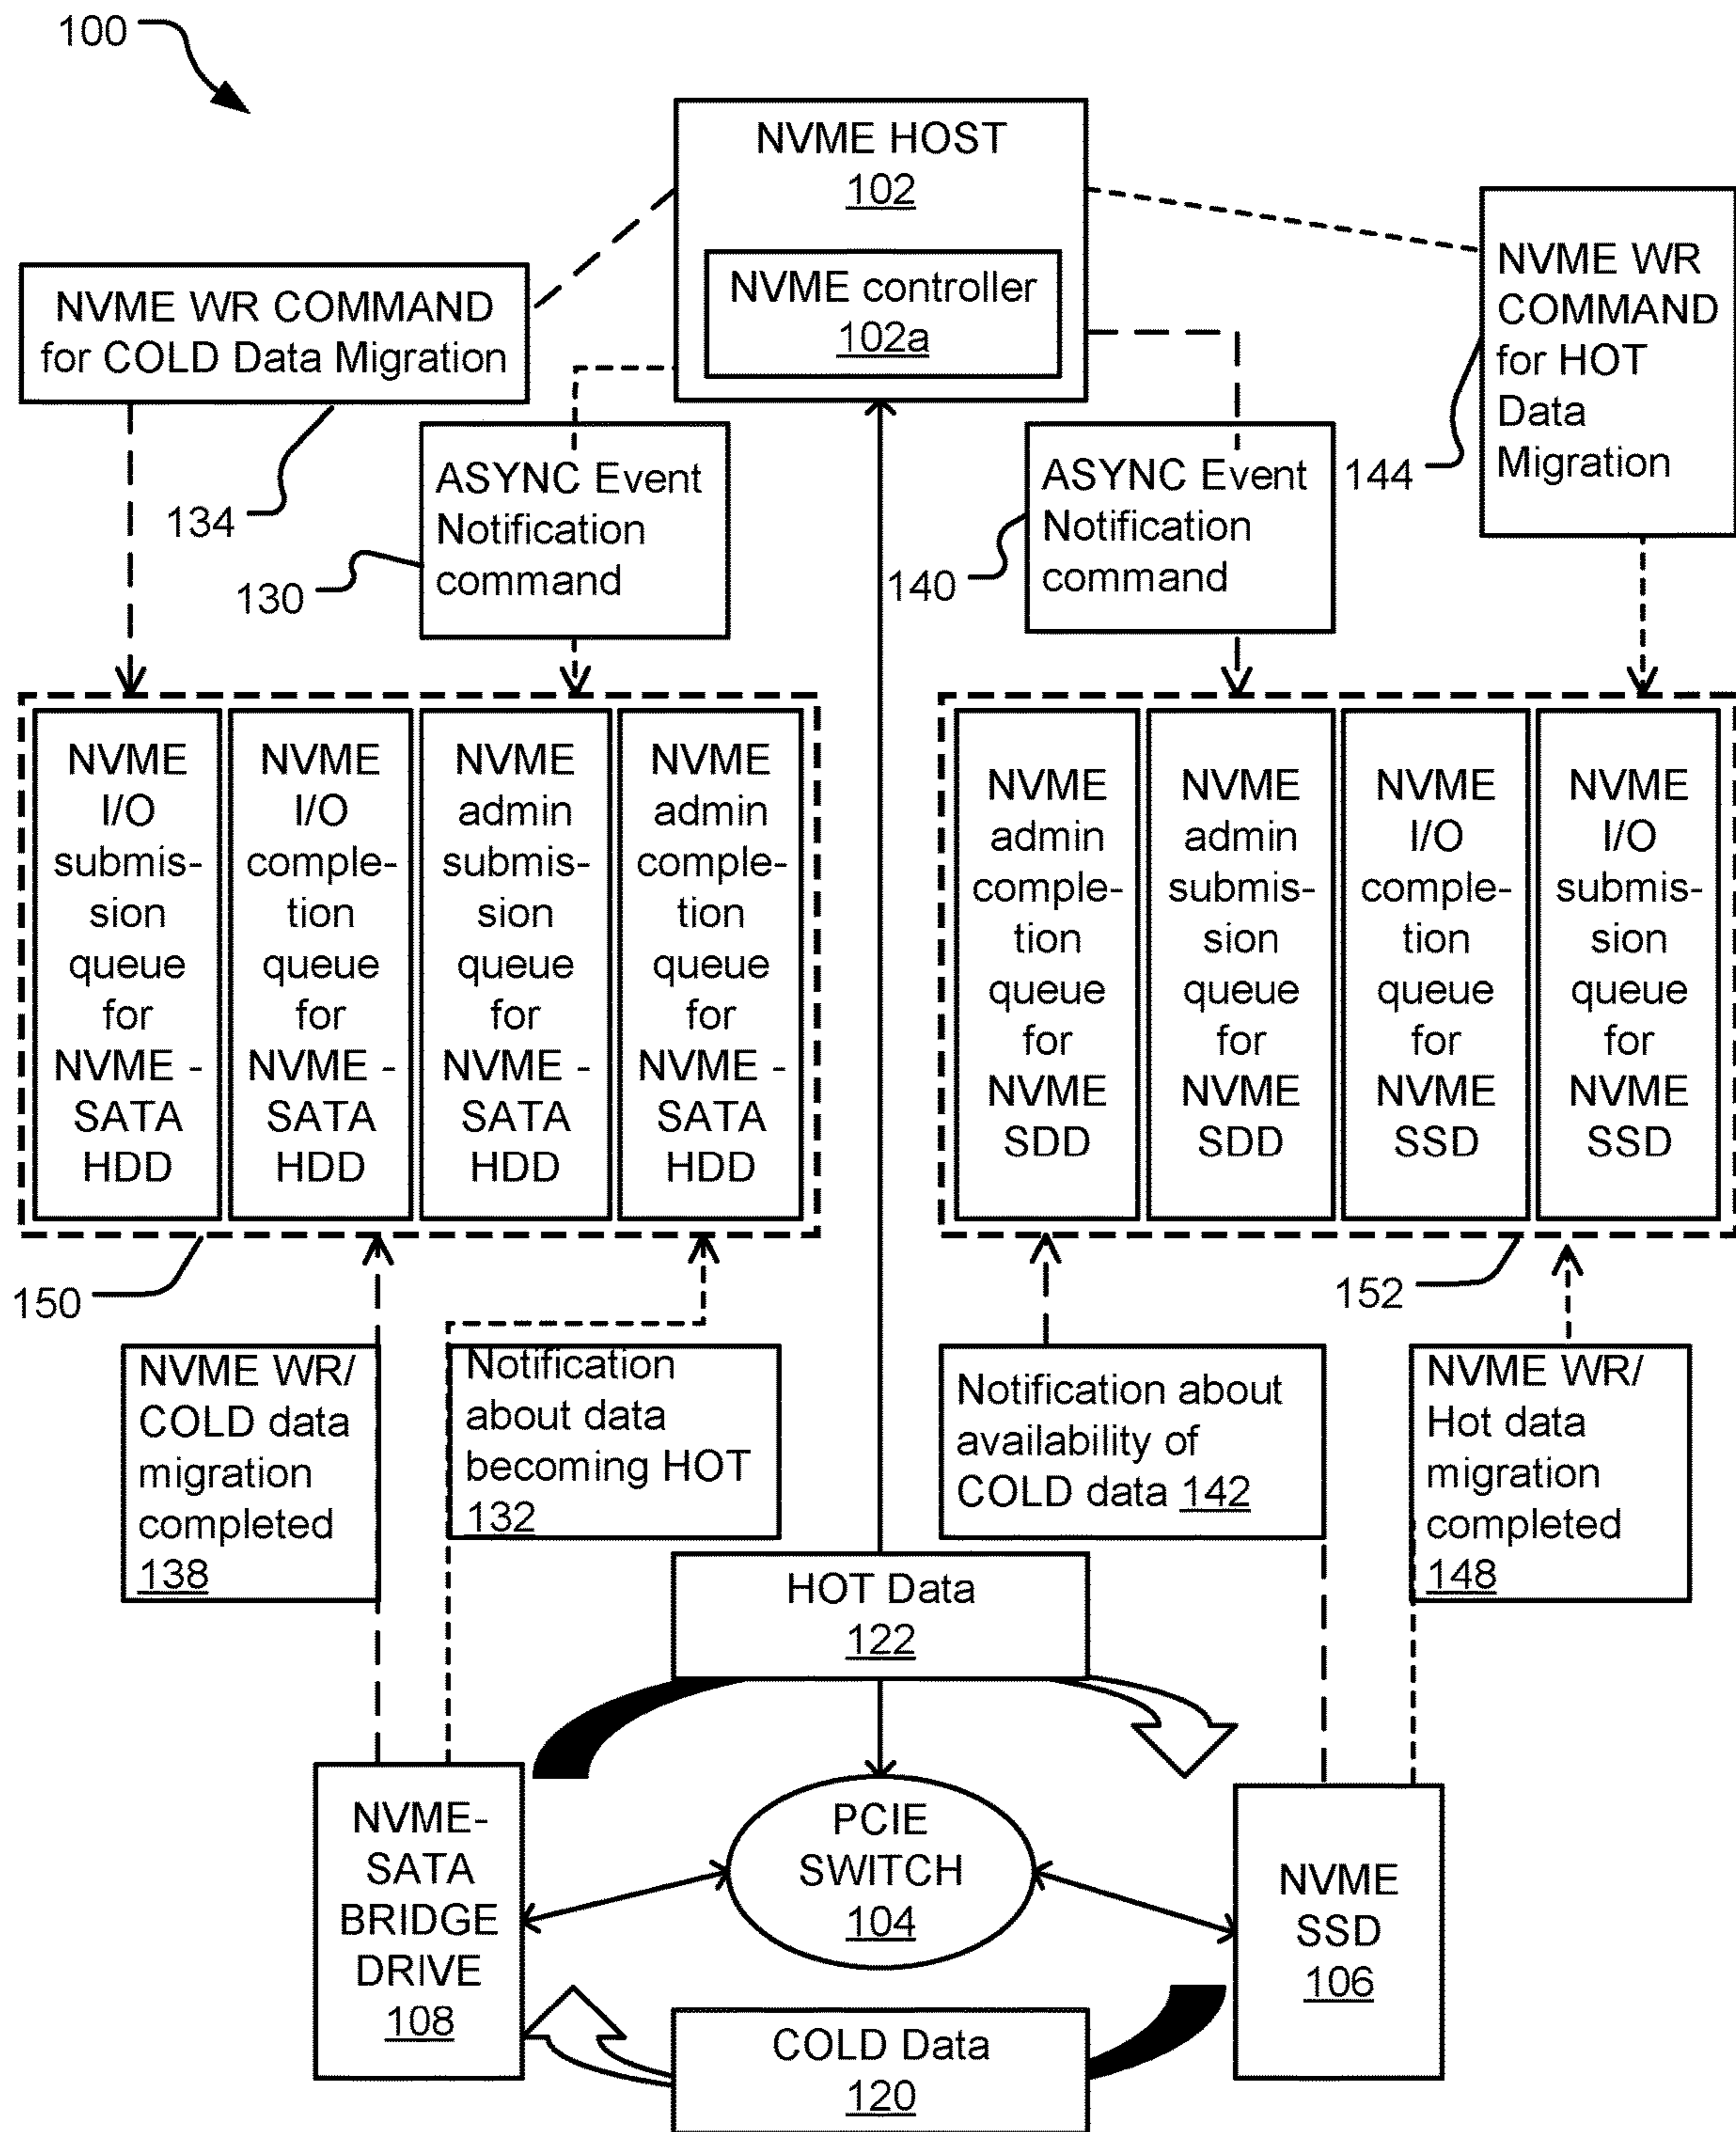 100
NVME HOST
102
NVME controller
102a
NVME WR COMMAND
for COLD Data Migration
134
ASYNC Event
Notification
command
130
ASYNC Event
Notification
command
140
NVME WR
COMMAND
for HOT
Data
Migration
144
NVME
I/O
submis-
sion
queue
for
NVME -
SATA
HDD
NVME
I/O
comple-
tion
queue
for
NVME -
SATA
HDD
NVME
admin
submis-
sion
queue
for
NVME -
SATA
HDD
NVME
admin
comple-
tion
queue
for
NVME -
SATA
HDD
150
NVME
admin
comple-
tion
queue
for
NVME
SDD
NVME
admin
submis-
sion
queue
for
NVME
SDD
NVME
I/O
comple-
tion
queue
for
NVME
SSD
NVME
I/O
submis-
sion
queue
for
NVME
SSD
152
NVME WR/
COLD data
migration
completed
138
Notification
about data
becoming HOT
132
Notification about
availability of
COLD data 142
NVME WR/
Hot data
migration
completed
148
HOT Data
122
NVME-
SATA
BRIDGE
DRIVE
108
PCIE
SWITCH
104
NVME
SSD
106
COLD Data
120